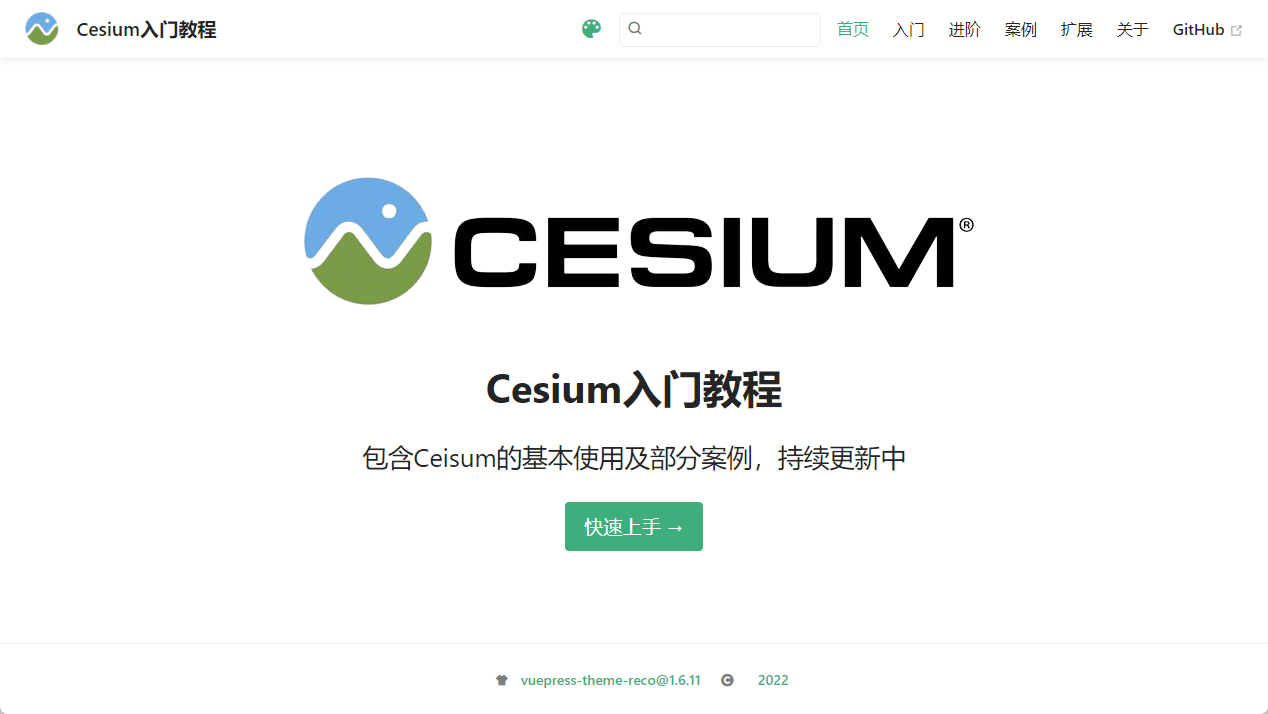 Cesium入门教程
首页 入门 进阶 案例 扩展 关于 GitHub
CESIUM®
Cesium入门教程
包含Ceisum的基本使用及部分案例，持续更新中
快速上手 →
vuepress-theme-reco@1.6.11 © 2022